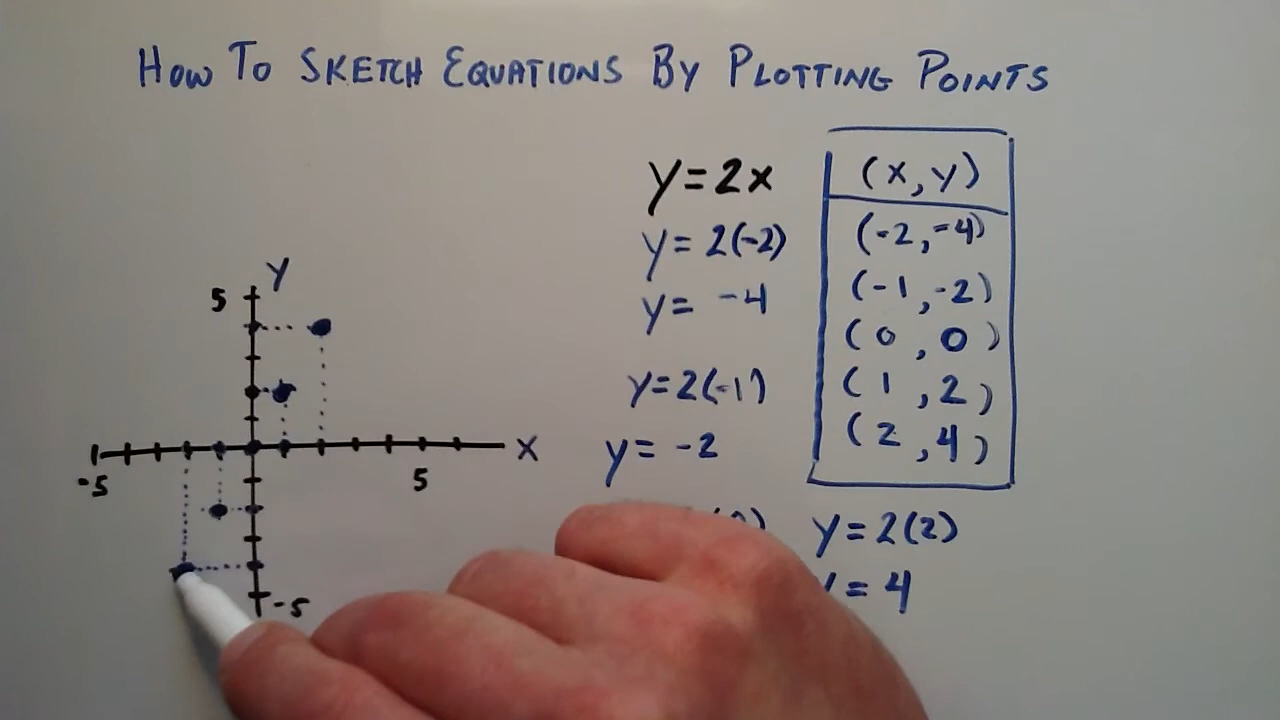 How To SKETCH EQUATIONS BY PLOTTING POINTS
y=2x
y= 2(-2)
y= -4
y=2(-1)
y= -2
(x,y)
(-2,-4)
(-1,-2)
(0,0)
(1,2)
(2,4)
y=2(2)
= 4
Y
5
X
-5
5
-5